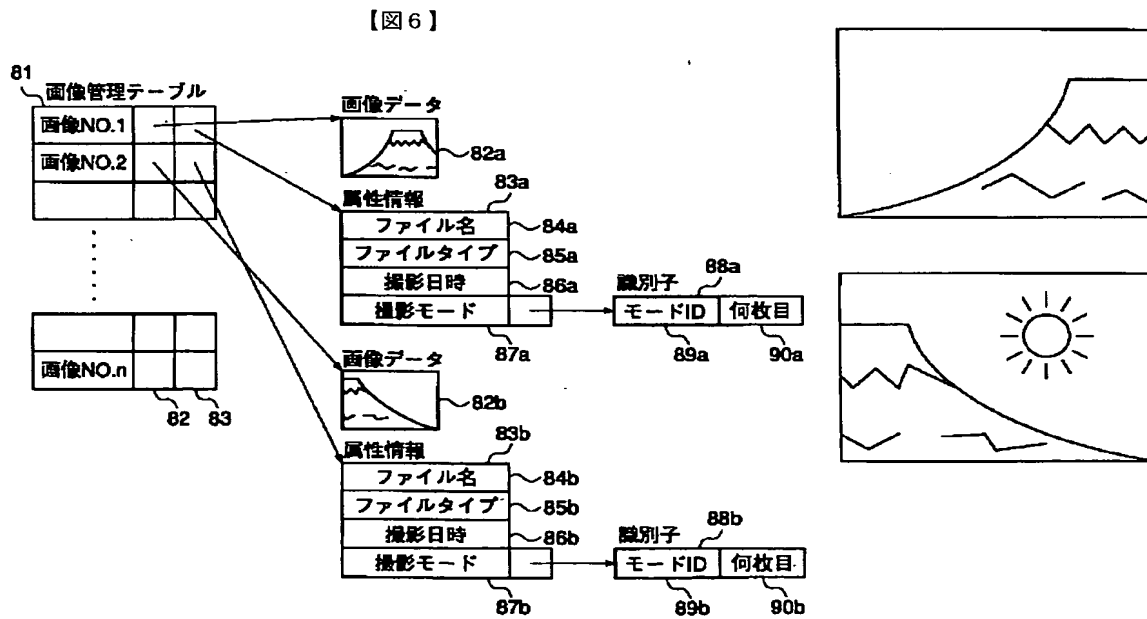 【図6】
81
画像管理テーブル
画像NO.1
画像NO.2
画像NO.n
82
83
画像データ
82a
83a
属性情報
ファイル名
84a
ファイルタイプ
85a
撮影日時
86a
撮影モード
87a
88a
識別子
モードID
何枚目
89a
90a
画像データ
82b
83b
属性情報
ファイル名
84b
ファイルタイプ
85b
撮影日時
86b
撮影モード
87b
88b
識別子
モードID
何枚目
89b
90b